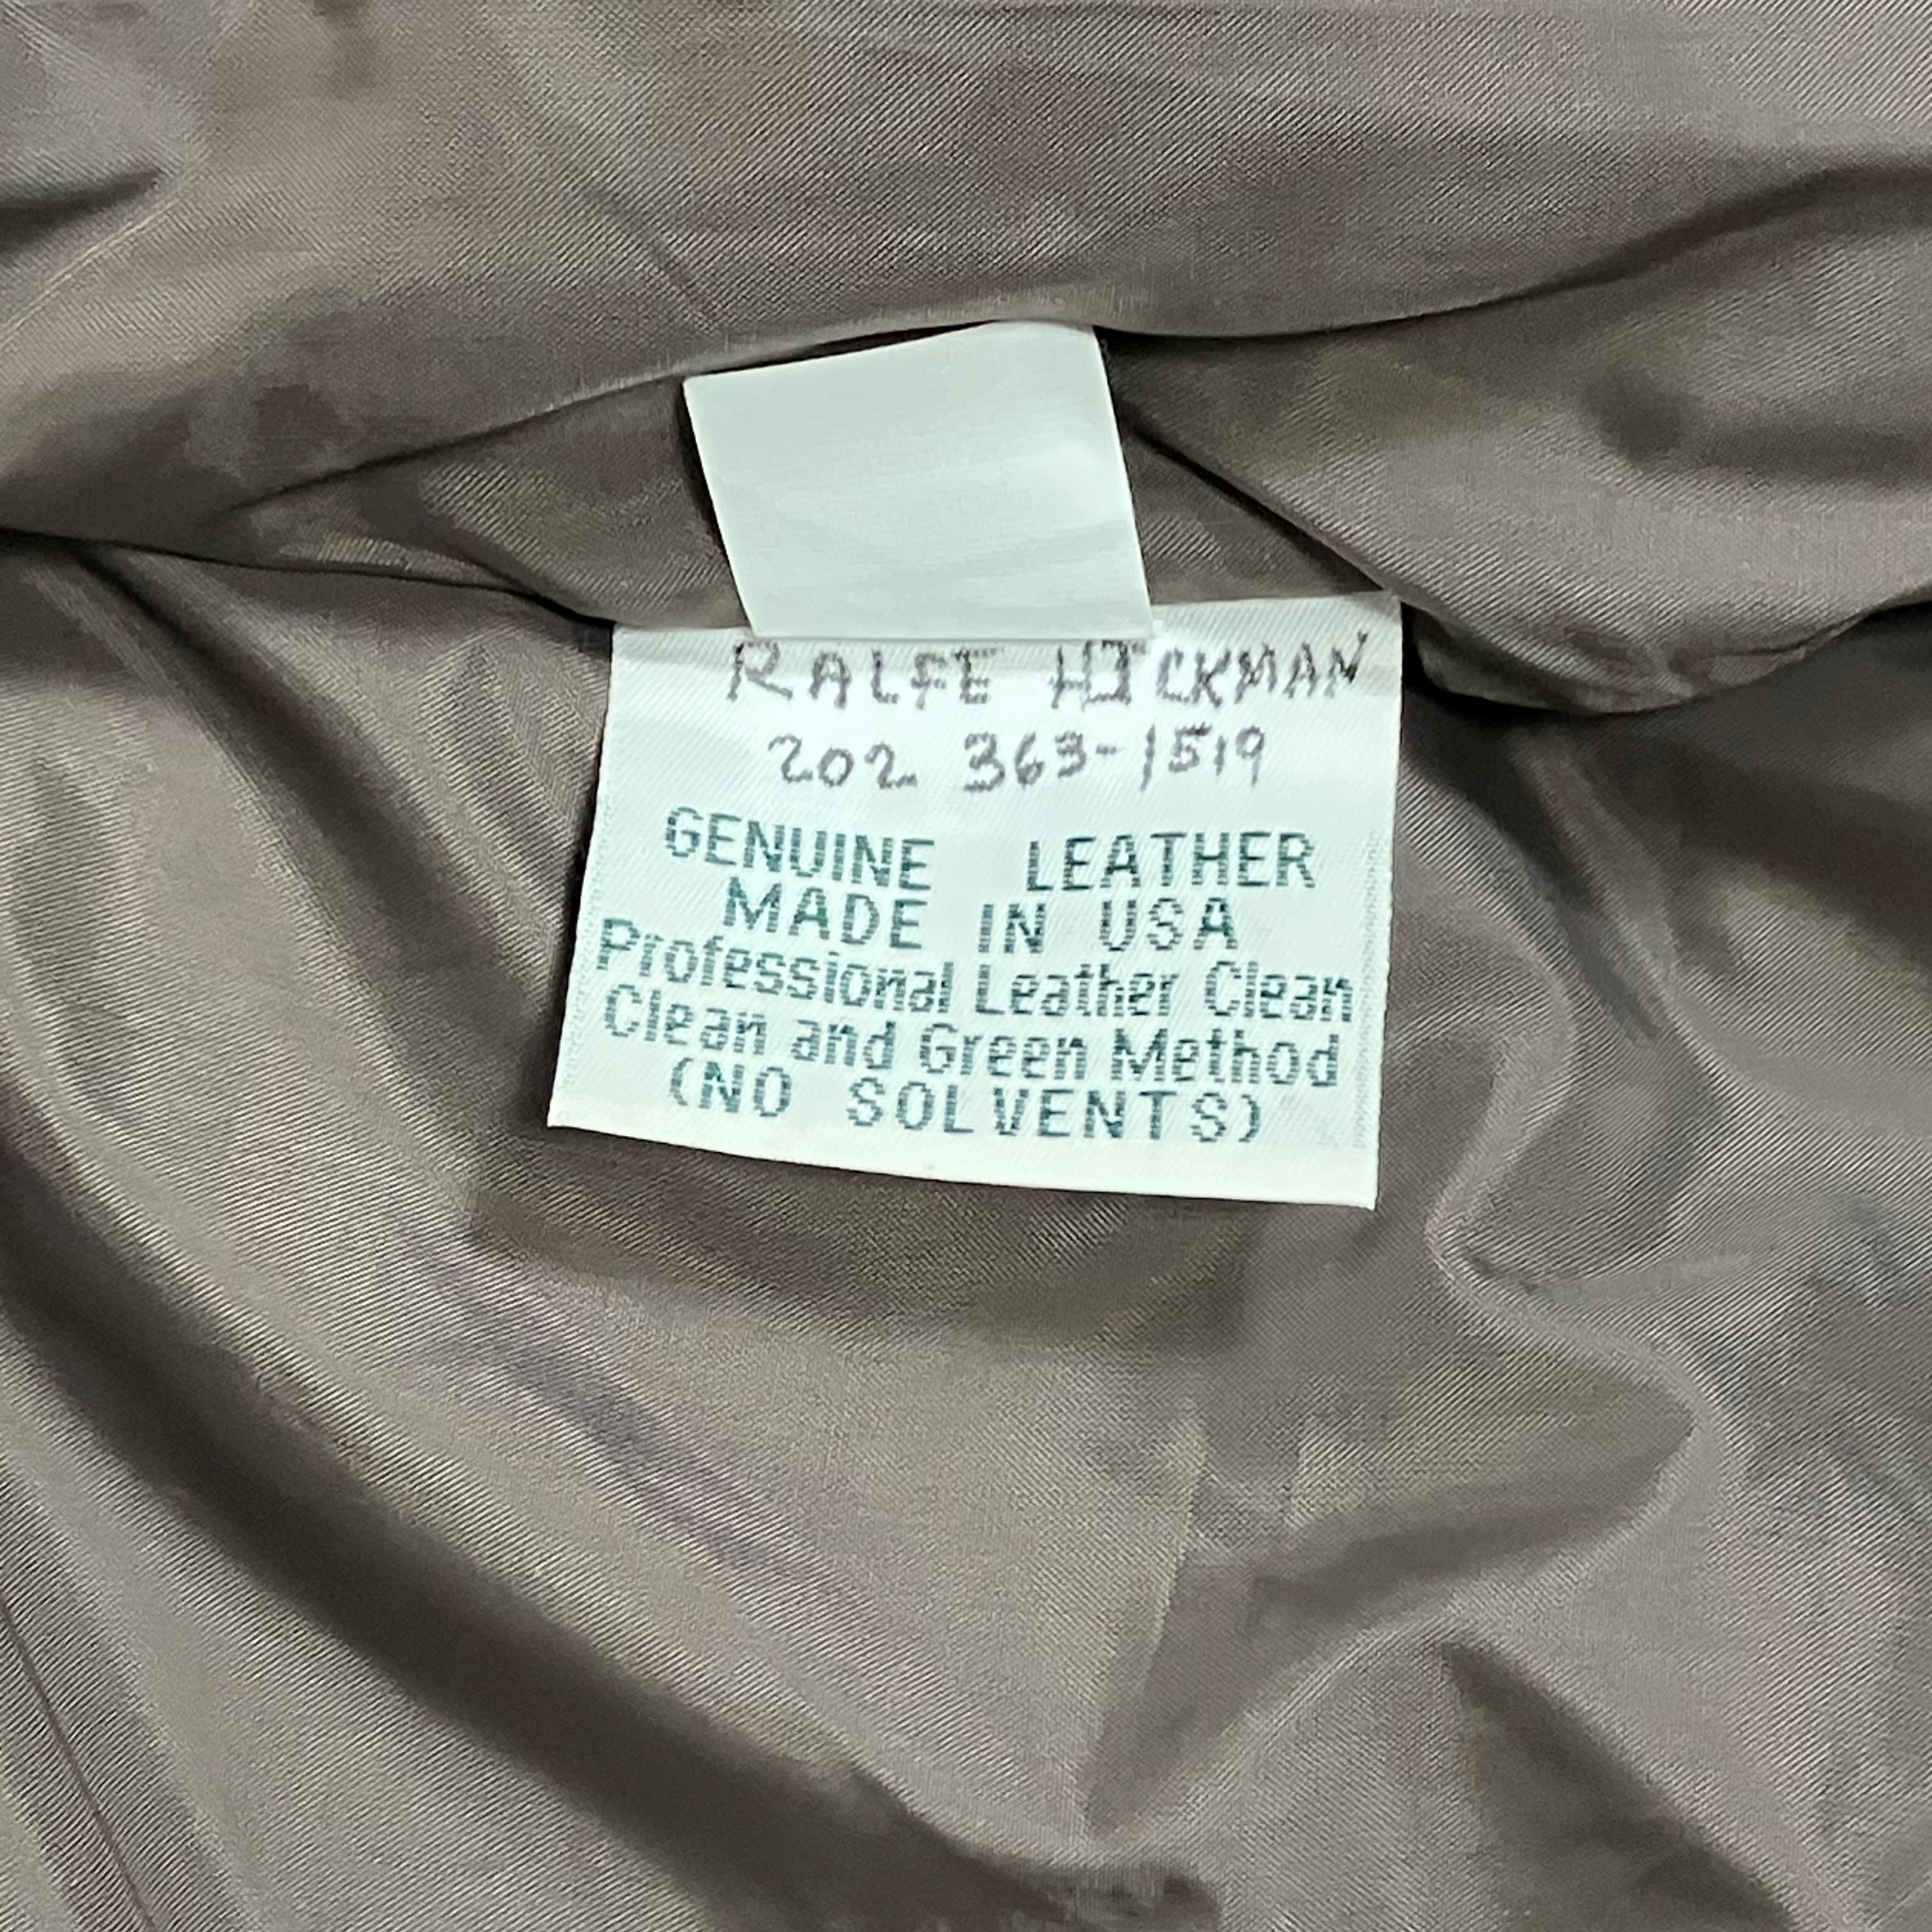 RALFE HICKMAN
202 363-1519
GENUINE LEATHER
MADE IN USA
Professional Leather Clean
Clean and Green Method
(NO SOLVENTS)